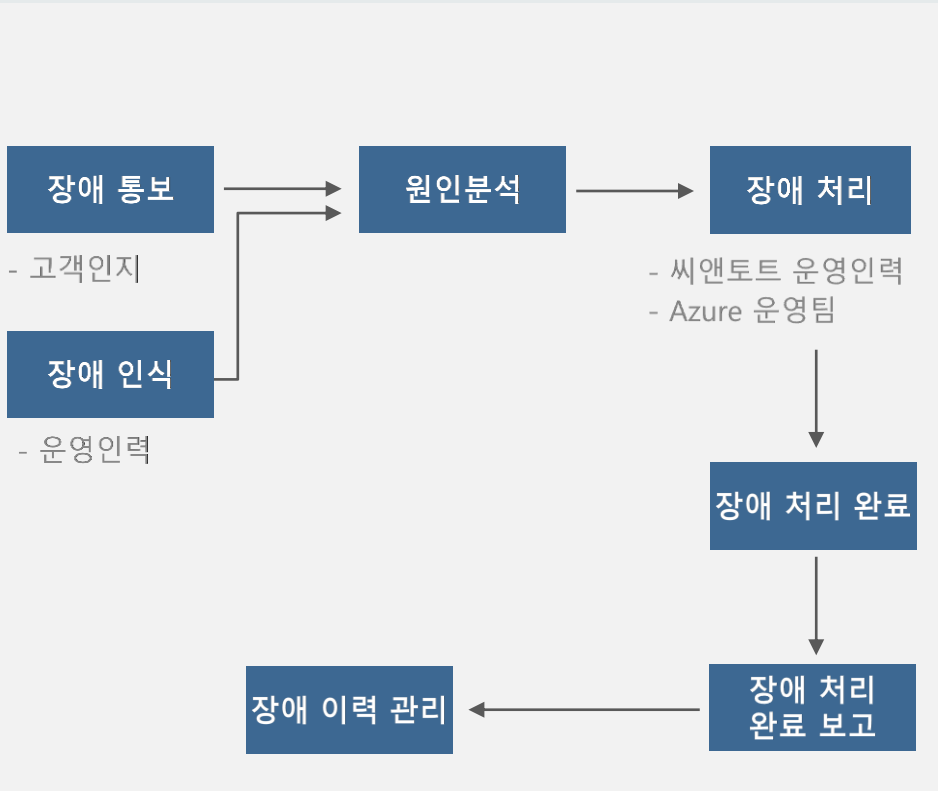 장애 통보
원인분석
장애 처리
- 고객인지
- 씨앤토트 운영인력
- Azure 운영팀
장애 인식
- 운영인력
장애 처리 완료
장애 처리
완료 보고
장애 이력 관리